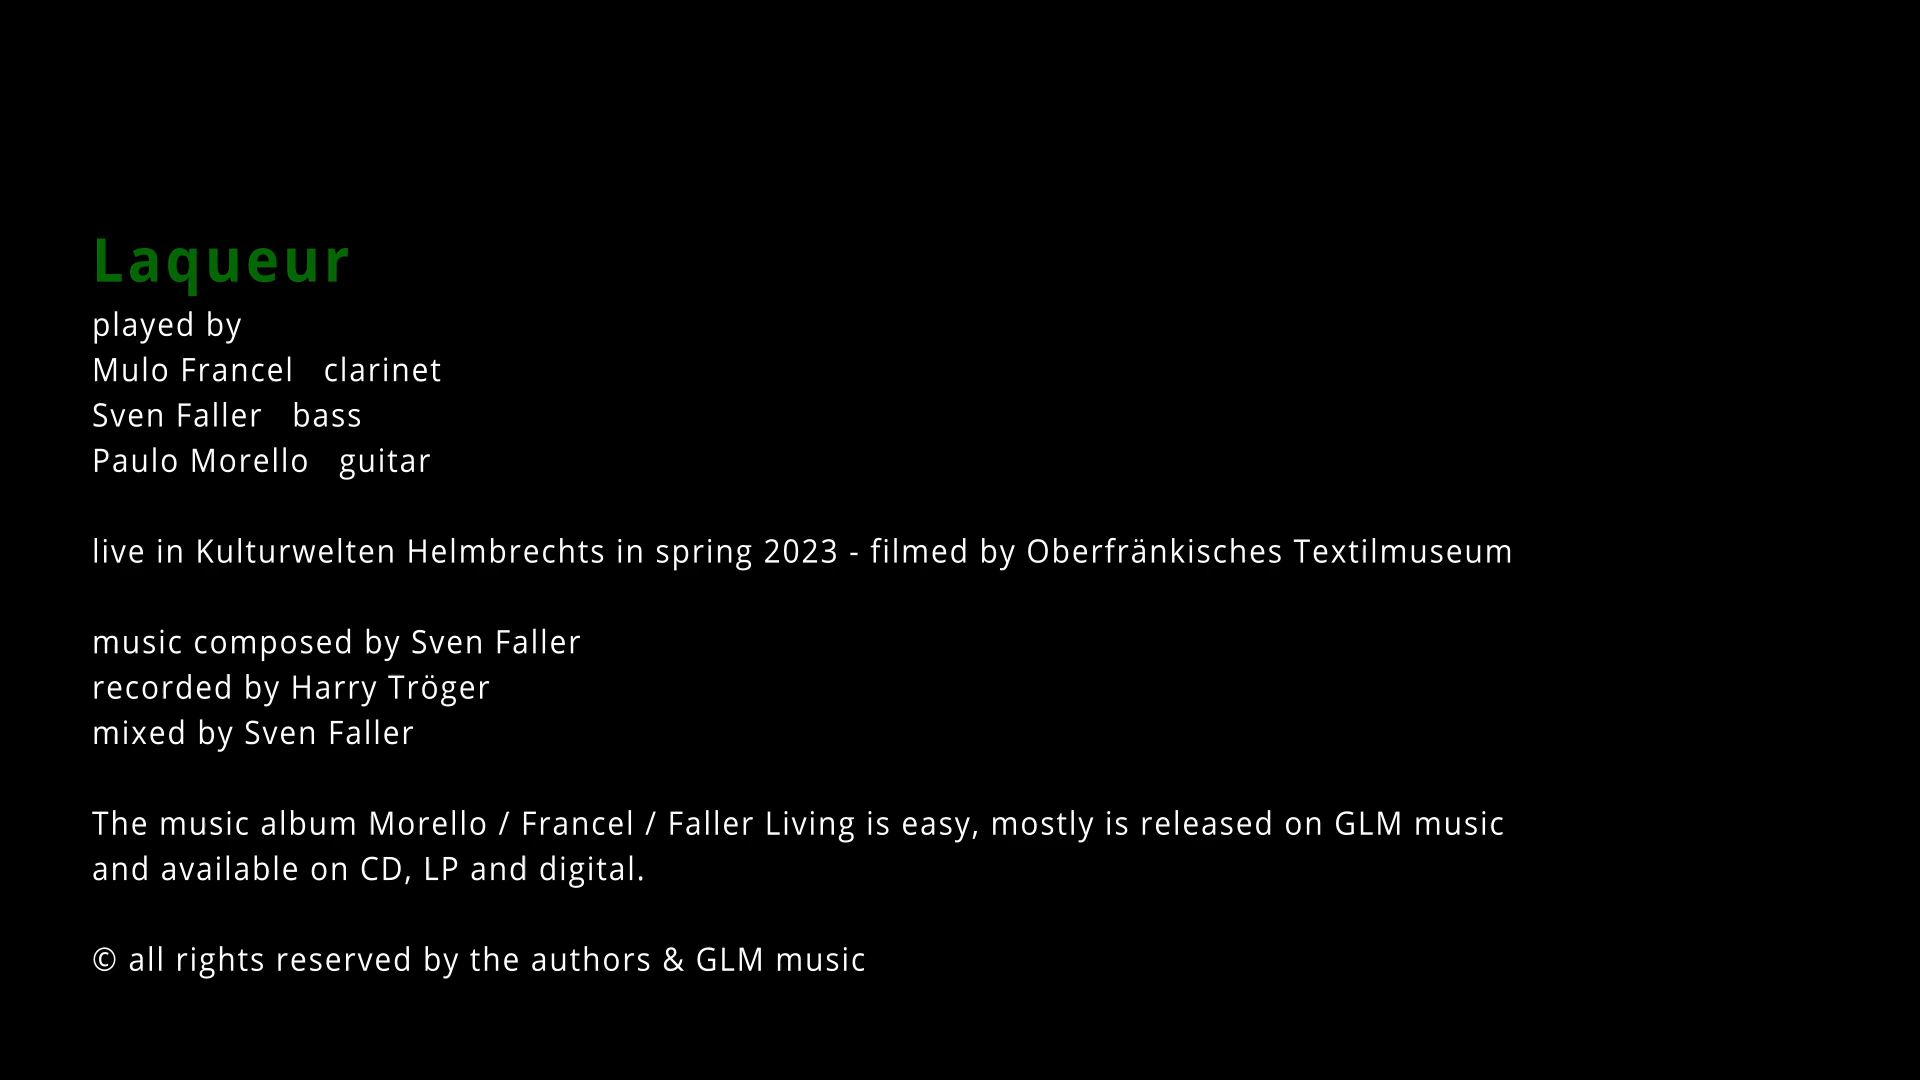 Laqueur
played by
Mulo Francel clarinet
Sven Faller bass
Paulo Morello guitar
live in Kulturwelten Helmbrechts in spring 2023 - filmed by Oberfränkisches Textilmuseum
music composed by Sven Faller
recorded by Harry Tröger
mixed by Sven Faller
The music album Morello / Francel / Faller Living is easy, mostly is released on GLM music
and available on CD, LP and digital.
© all rights reserved by the authors & GLM music